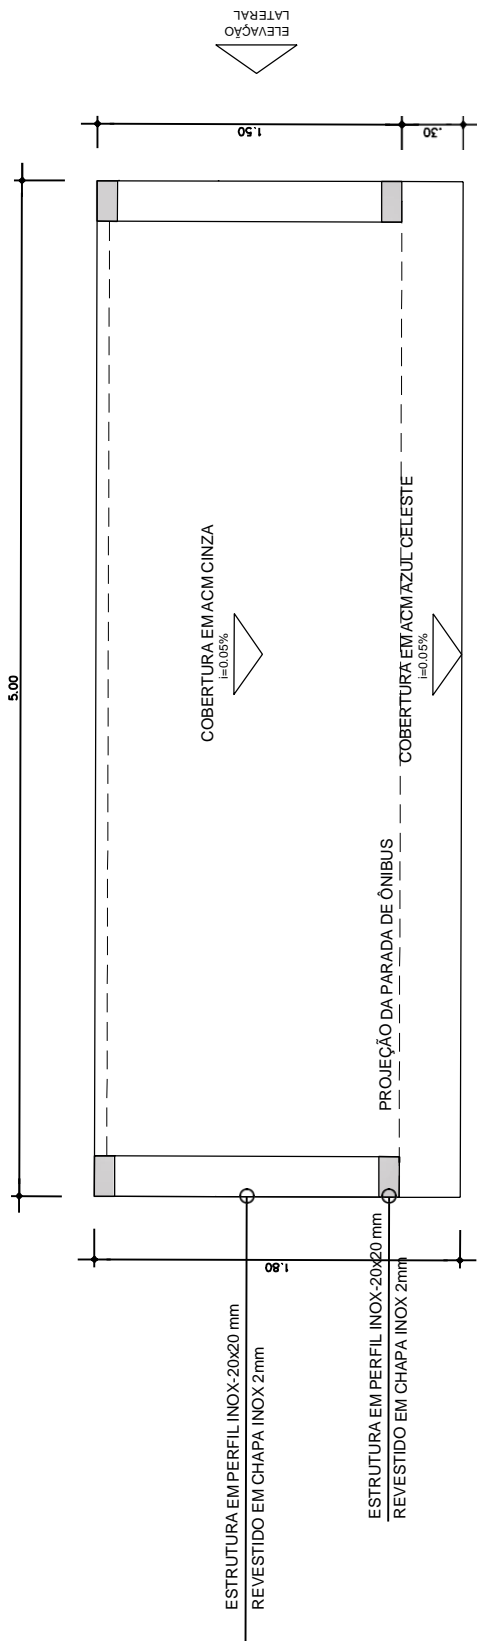 ELEVAÇÃO
LATERAL
1.50
.30
5.00
COBERTURA EM ACM CINZA
i=0.05%
COBERTURA EM ACM AZUL CELESTE
i=0.05%
PROJEÇÃO DA PARADA DE ÔNIBUS
1.80
ESTRUTURA EM PERFIL INOX-20x20 mm
REVESTIDO EM CHAPA INOX 2mm
ESTRUTURA EM PERFIL INOX-20x20 mm
REVESTIDO EM CHAPA INOX 2mm